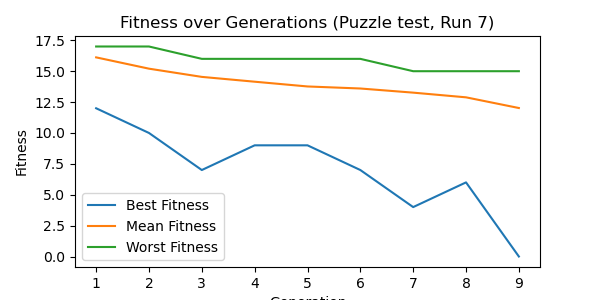 Fitness over Generations (Puzzle test, Run 7)
Fitness
17.5
15.0
12.5
10.0
7.5
5.0
2.5
0.0
Best Fitness
Mean Fitness
Worst Fitness
1 2 3 4 5 6 7 8 9
Generation